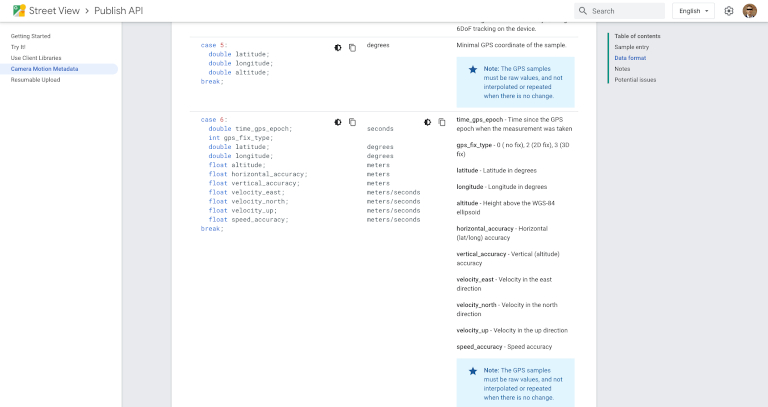 Street View > Publish API
Search
English
Getting Started
Try It!
Use Client Libraries
Camera Motion Metadata
Resumable Upload
6DoF tracking on the device.
case 5:
double latitude;
double longitude;
double altitude;
break;
degrees
Minimal GPS coordinate of the sample.
Note: The GPS samples
must be raw values, and not
interpolated or repeated
when there is no change.
case 6:
double time_gps_epoch;
int gps_fix_type;
double latitude;
double longitude;
float altitude;
float horizontal_accuracy;
float vertical_accuracy;
float velocity_east;
float velocity_north;
float velocity_up;
float speed_accuracy;
break;
seconds
degrees
degrees
meters
meters
meters
meters/seconds
meters/seconds
meters/seconds
meters/seconds
time_gps_epoch - Time since the GPS
epoch when the measurement was taken
gps_fix_type - 0 ( no fix), 2 (2D fix), 3 (3D
fix)
latitude - Latitude in degrees
longitude - Longitude in degrees
altitude - Height above the WGS-84
ellipsoid
horizontal_accuracy - Horizontal
(lat/long) accuracy
vertical_accuracy - Vertical (altitude)
accuracy
velocity_east - Velocity in the east
direction
velocity_north - Velocity in the north
direction
velocity_up - Velocity in the up direction
speed_accuracy - Speed accuracy
Note: The GPS samples
must be raw values, and not
interpolated or repeated
when there is no change.
Table of contents
Sample entry
Data format
Notes
Potential issues